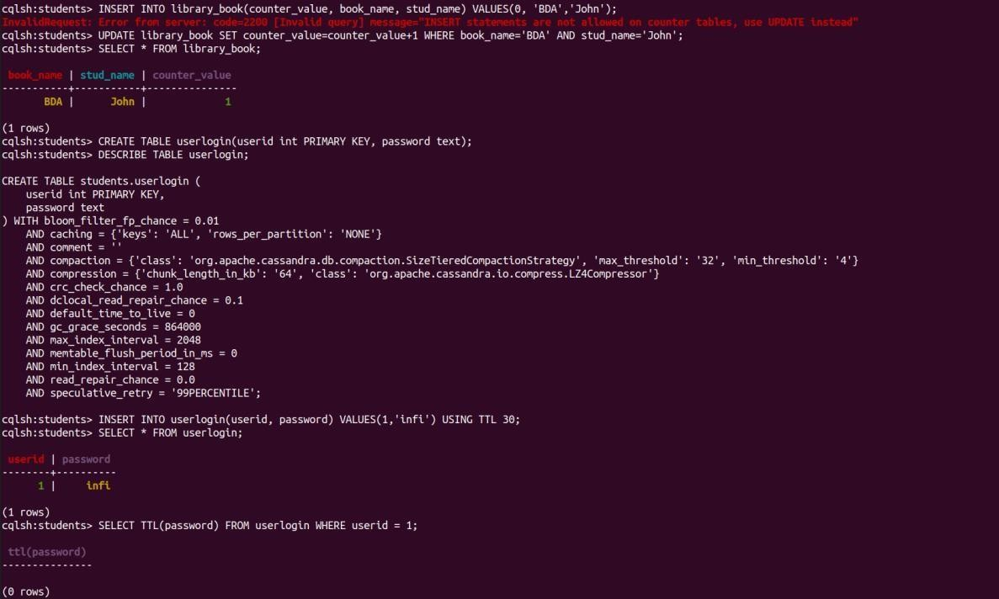 cqlsh:students> INSERT INTO library_book(counter_value, book_name, stud_name) VALUES(0, 'BDA','John');
InvalidRequest: Error from server: code=2200 [Invalid query] message="INSERT statements are not allowed on counter tables, use UPDATE instead"
cqlsh:students> UPDATE library_book SET counter_value=counter_value+1 WHERE book_name='BDA' AND stud_name='John';
cqlsh:students> SELECT * FROM library_book;

 book_name | stud_name | counter_value
-----------+-----------+---------------
       BDA |      John |             1

(1 rows)
cqlsh:students> CREATE TABLE userlogin(userid int PRIMARY KEY, password text);
cqlsh:students> DESCRIBE TABLE userlogin;

CREATE TABLE students.userlogin (
    userid int PRIMARY KEY,
    password text
) WITH bloom_filter_fp_chance = 0.01
    AND caching = {'keys': 'ALL', 'rows_per_partition': 'NONE'}
    AND comment = ''
    AND compaction = {'class': 'org.apache.cassandra.db.compaction.SizeTieredCompactionStrategy', 'max_threshold': '32', 'min_threshold': '4'}
    AND compression = {'chunk_length_in_kb': '64', 'class': 'org.apache.cassandra.io.compress.LZ4Compressor'}
    AND crc_check_chance = 1.0
    AND dclocal_read_repair_chance = 0.1
    AND default_time_to_live = 0
    AND gc_grace_seconds = 864000
    AND max_index_interval = 2048
    AND memtable_flush_period_in_ms = 0
    AND min_index_interval = 128
    AND read_repair_chance = 0.0
    AND speculative_retry = '99PERCENTILE';

cqlsh:students> INSERT INTO userlogin(userid, password) VALUES(1,'infi') USING TTL 30;
cqlsh:students> SELECT * FROM userlogin;

 userid | password
--------+----------
      1 |     infi

(1 rows)
cqlsh:students> SELECT TTL(password) FROM userlogin WHERE userid = 1;

 ttl(password)
---------------

(0 rows)